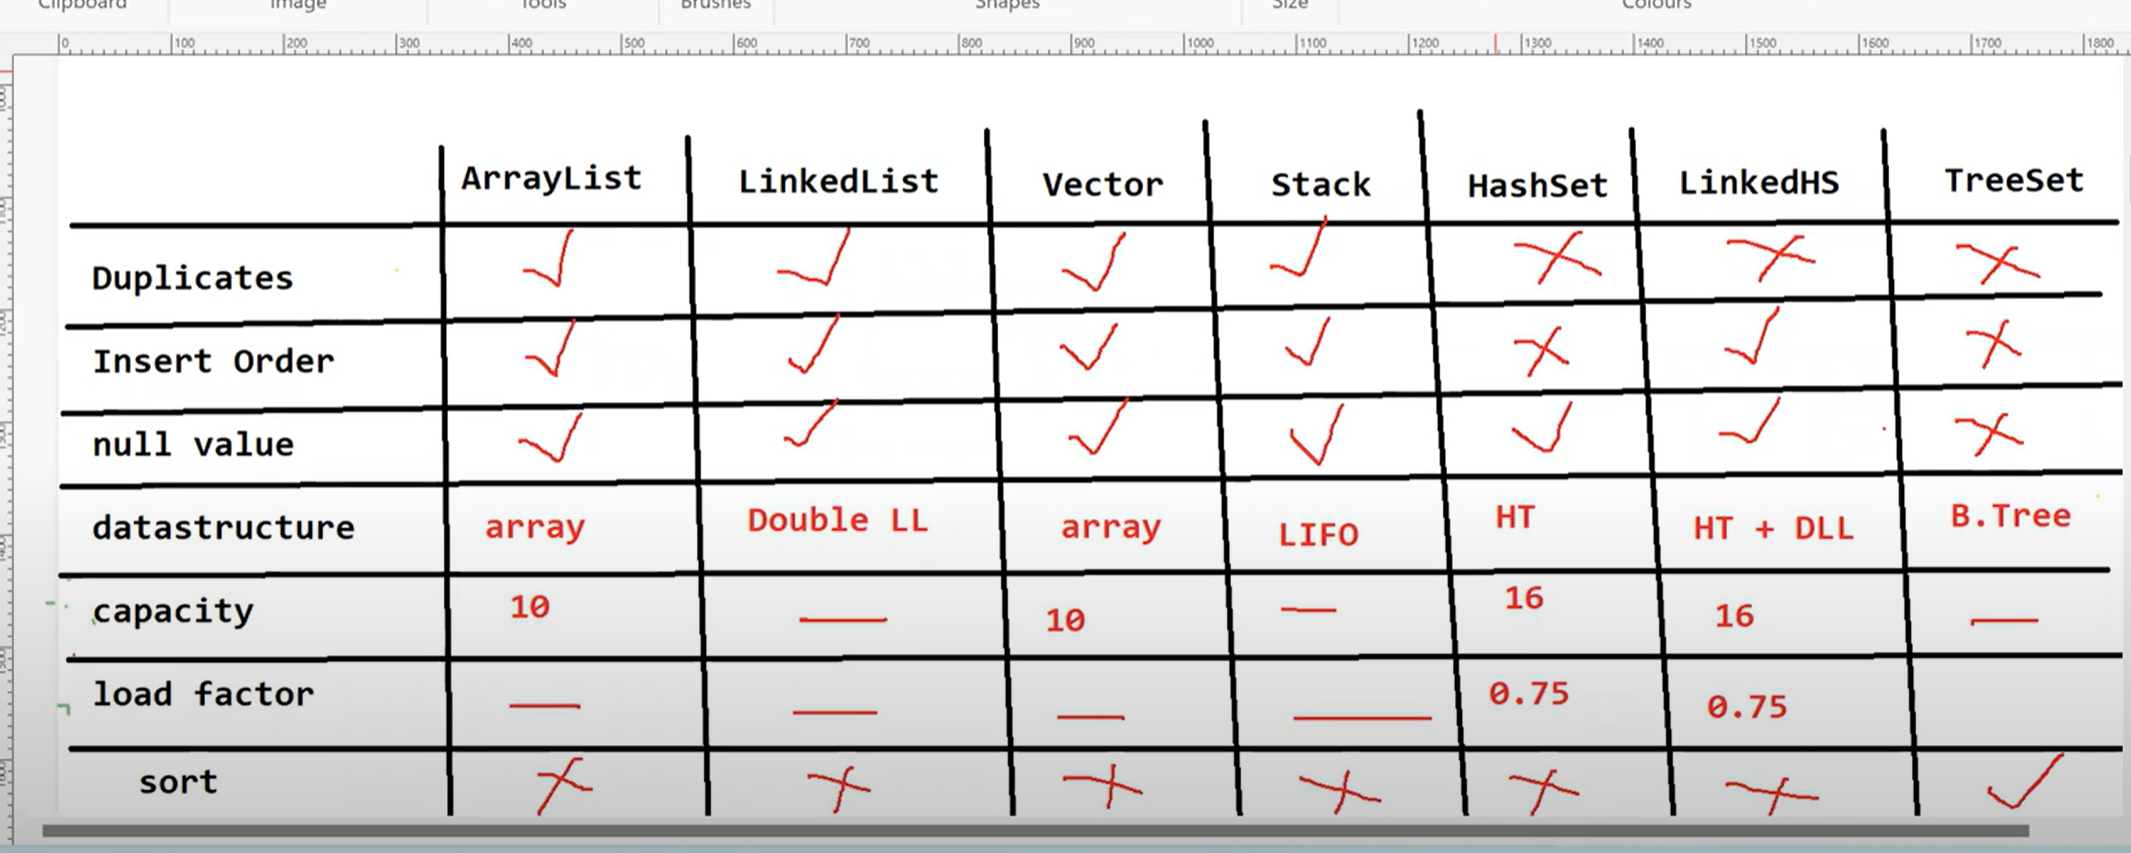 Clipboard Image Tools Brushes Shapes Size Colours
0 100 200 300 400 500 600 700 800 900 1000 1100 1200 1300 1400 1500 1600 1700 1800
ArrayList LinkedList Vector Stack HashSet LinkedHS TreeSet
Duplicates
Insert Order
null value
datastructure array Double LL array LIFO HT HT + DLL B.Tree
capacity 10 10 16 16
load factor 0.75 0.75
sort